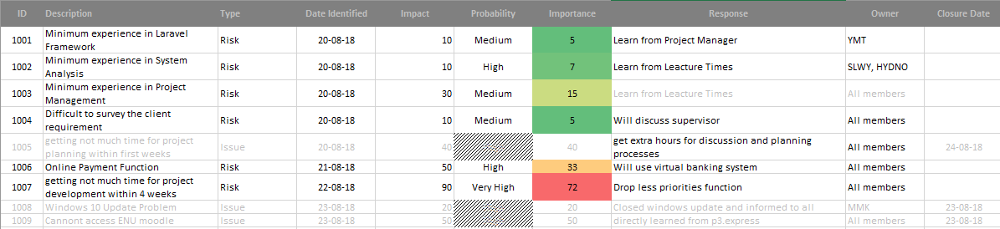 ID Description Type Date Identified Impact Probability Importance Response Owner Closure Date
1001 Minimum experience in Laravel Framework Risk 20-08-18 10 Medium 5 Learn from Project Manager YMT
1002 Minimum experience in System Analysis Risk 20-08-18 10 High 7 Learn from Leacture Times SLWY, HYDNO
1003 Minimum experience in Project Management Risk 20-08-18 30 Medium 15 Learn from Leacture Times All members
1004 Difficult to survey the client requirement Risk 20-08-18 10 Medium 5 Will discuss supervisor All members
1005 getting not much time for project planning within first weeks Issue 20-08-18 40 40 get extra hours for discussion and planning processes All members 24-08-18
1006 Online Payment Function Risk 21-08-18 50 High 33 Will use virtual banking system All members
1007 getting not much time for project development within 4 weeks Risk 22-08-18 90 Very High 72 Drop less priorities function All members
1008 Windows 10 Update Problem Issue 23-08-18 20 20 Closed windows update and informed to all MMK 23-08-18
1009 Cannont access ENU moodle Issue 23-08-18 50 50 directly learned from p3.express All members 23-08-18